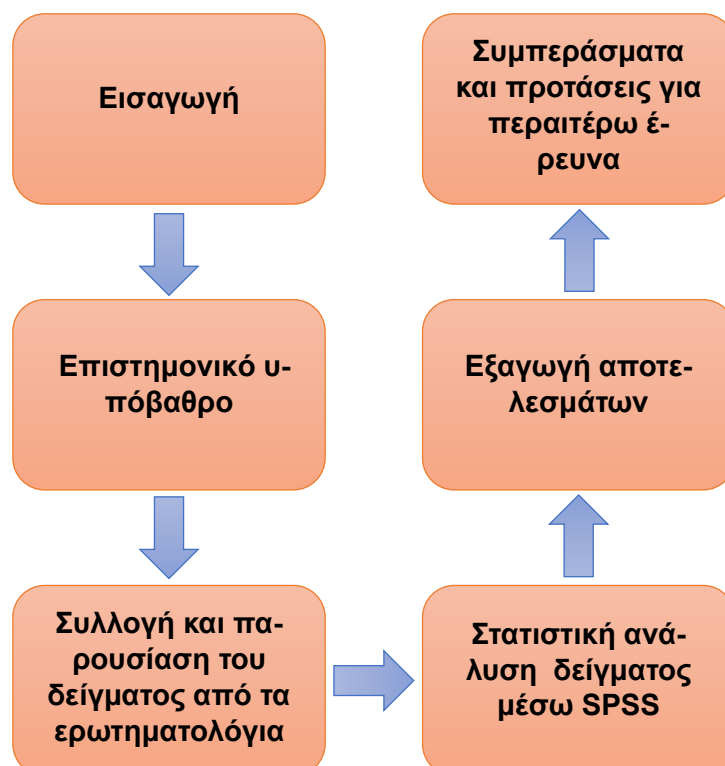 Εισαγωγή
Επιστημονικό υ-
πόβαθρο
Συλλογή και πα-
ρουσίαση του
δείγματος από τα
ερωτηματολόγια
Στατιστική ανά-
λυση  δείγματος
μέσω SPSS
Εξαγωγή αποτε-
λεσμάτων
Συμπεράσματα
και προτάσεις για
περαιτέρω έ-
ρευνα